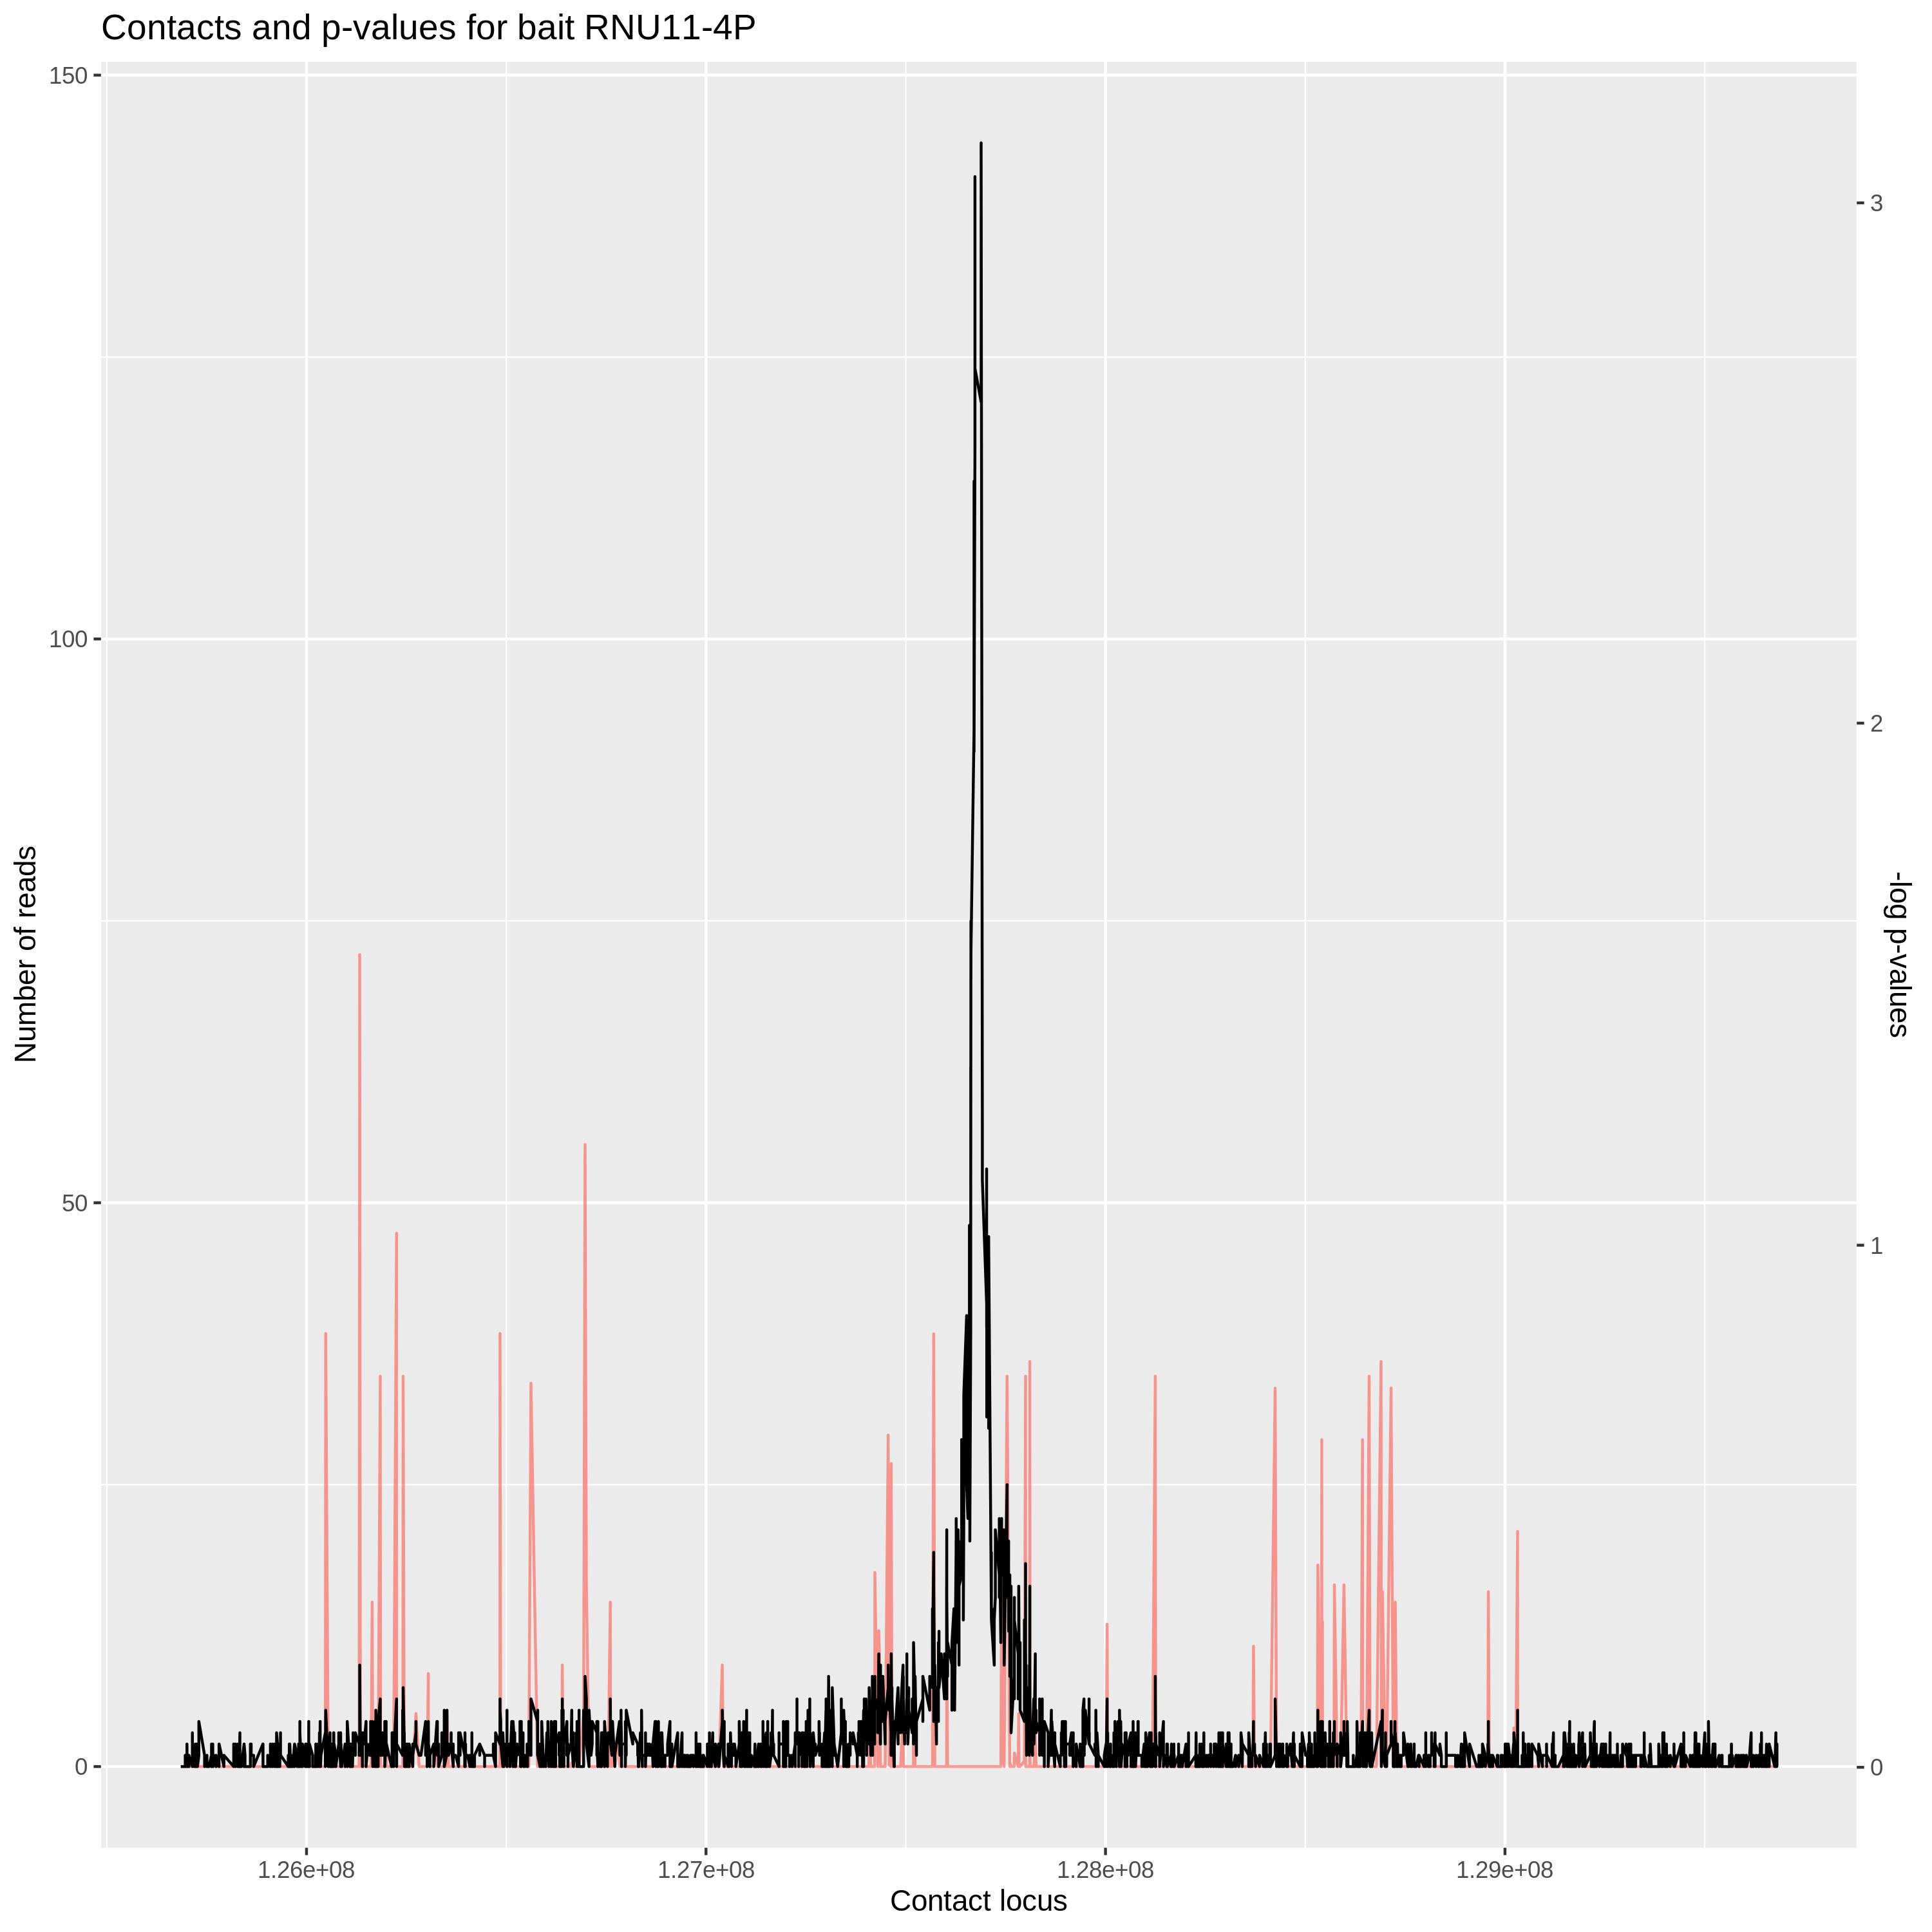 Contacts and p-values for bait RNU11-4P
150
100
50
0
Number of reads
3
2
1
0
-log p-values
1.26e+08
1.27e+08
1.28e+08
1.29e+08
Contact locus